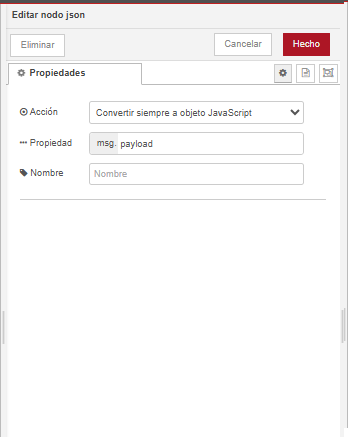 Editar nodo json
Eliminar
Cancelar
Hecho
Propiedades
Acción
Convertir siempre a objeto JavaScript
Propiedad
msg. payload
Nombre
Nombre